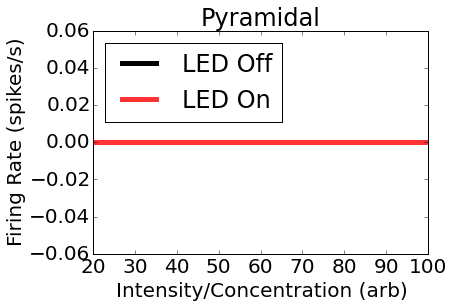 Pyramidal
Firing Rate (spikes/s)
0.06
0.04
0.02
0.00
−0.02
−0.04
−0.06
LED Off
LED On
20 30 40 50 60 70 80 90 100
Intensity/Concentration (arb)